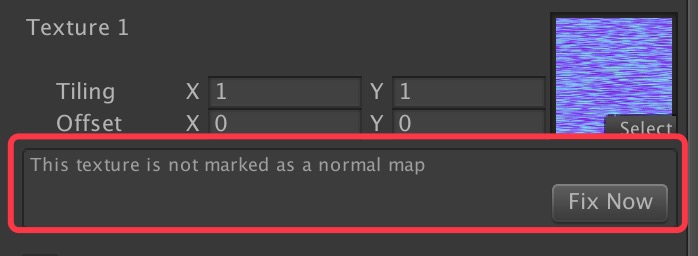 Texture 1
Tiling X 1 Y 1
Offset X 0 Y 0
Select
This texture is not marked as a normal map
Fix Now